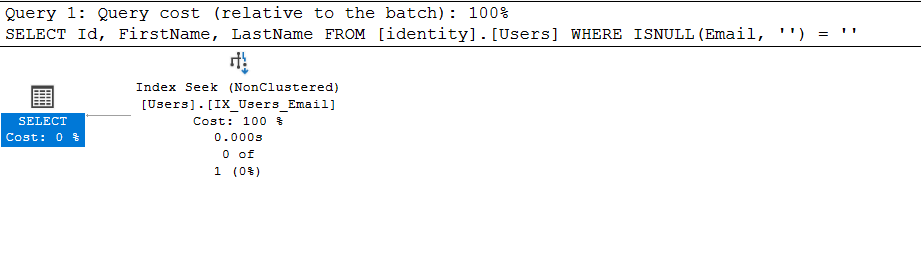 Query 1: Query cost (relative to the batch): 100%
SELECT Id, FirstName, LastName FROM [identity].[Users] WHERE ISNULL(Email, '') = ''
Index Seek (NonClustered)
[Users].[IX_Users_Email]
Cost: 100 %
0.000s
0 of
1 (0%)
SELECT
Cost: 0 %